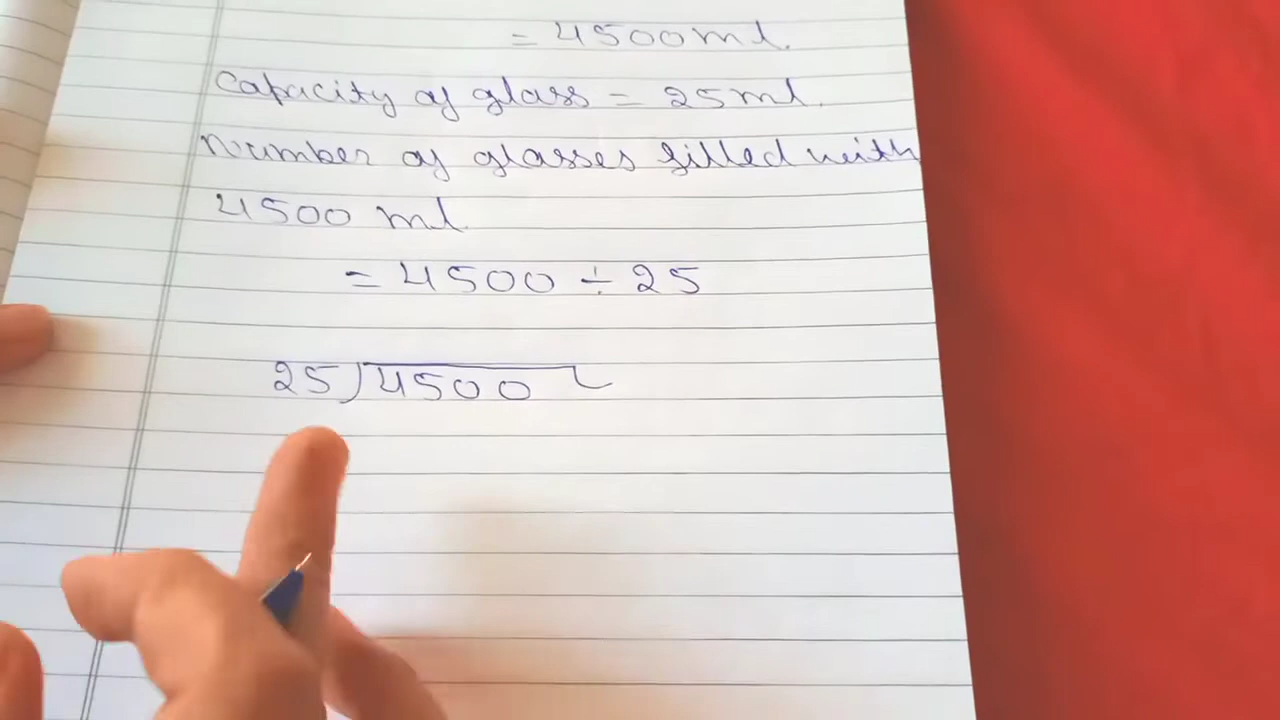 = 4500 ml.
Capacity of glass = 25 ml.
Number of glasses filled with
4500 ml.
= 4500 ÷ 25
25)4500